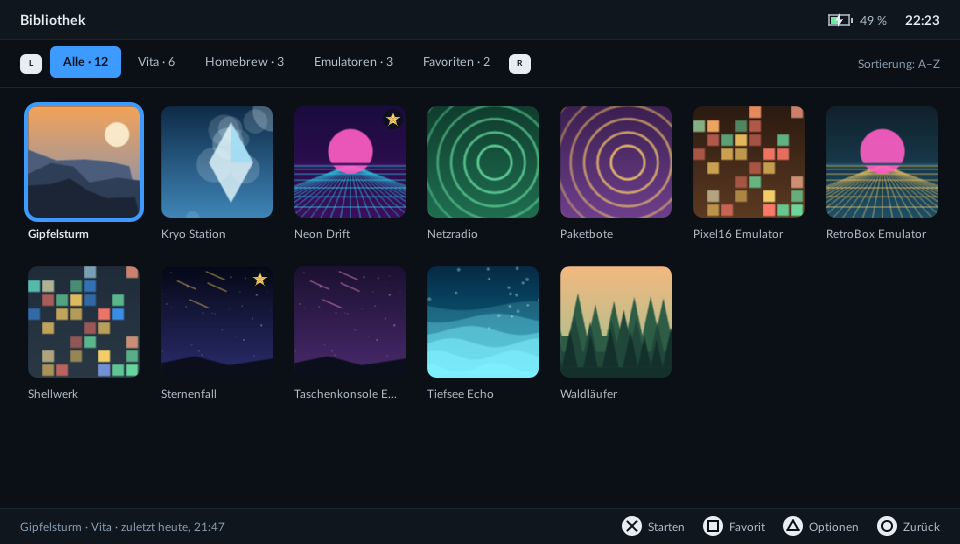 Bibliothek
49 %
22:23
L
Alle · 12
Vita · 6
Homebrew · 3
Emulatoren · 3
Favoriten · 2
R
Sortierung: A–Z
Gipfelsturm
Kryo Station
Neon Drift
Netzradio
Paketbote
Pixel16 Emulator
RetroBox Emulator
Shellwerk
Sternenfall
Taschenkonsole E...
Tiefsee Echo
Waldläufer
Gipfelsturm · Vita · zuletzt heute, 21:47
Starten
Favorit
Optionen
Zurück